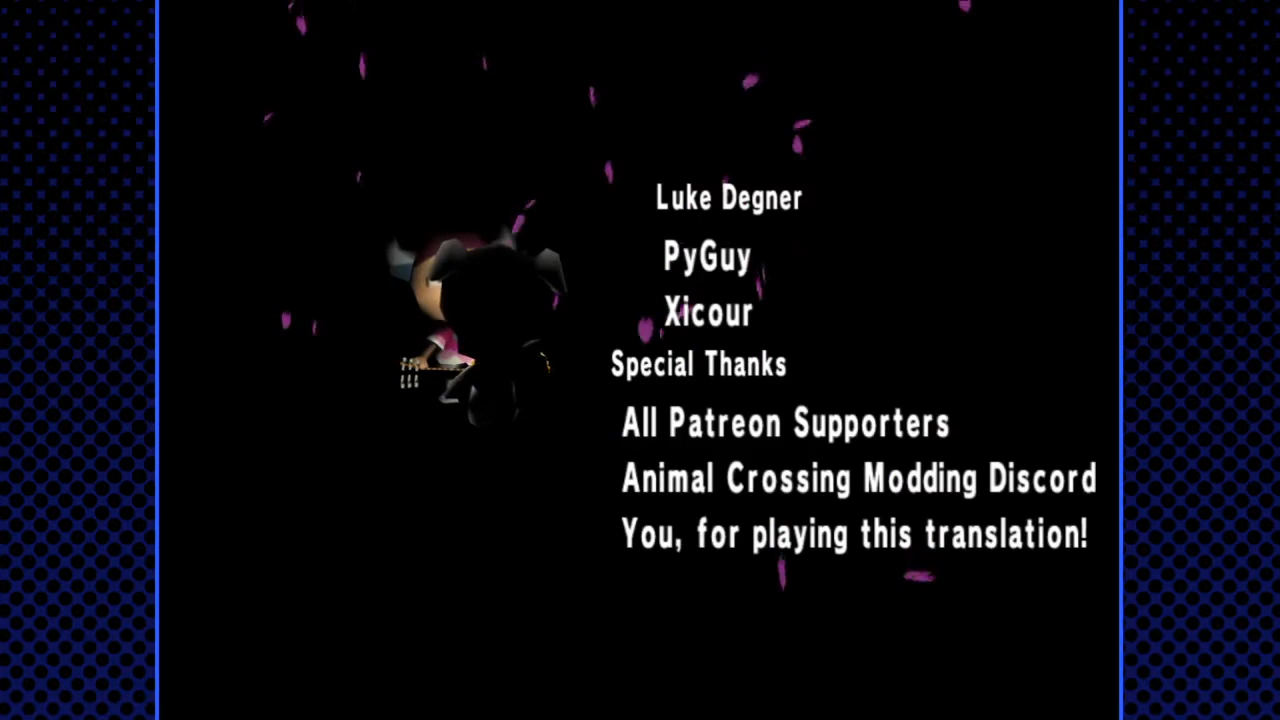 Luke Degner
PyGuy
Xicour
Special Thanks
All Patreon Supporters
Animal Crossing Modding Discord
You, for playing this translation!